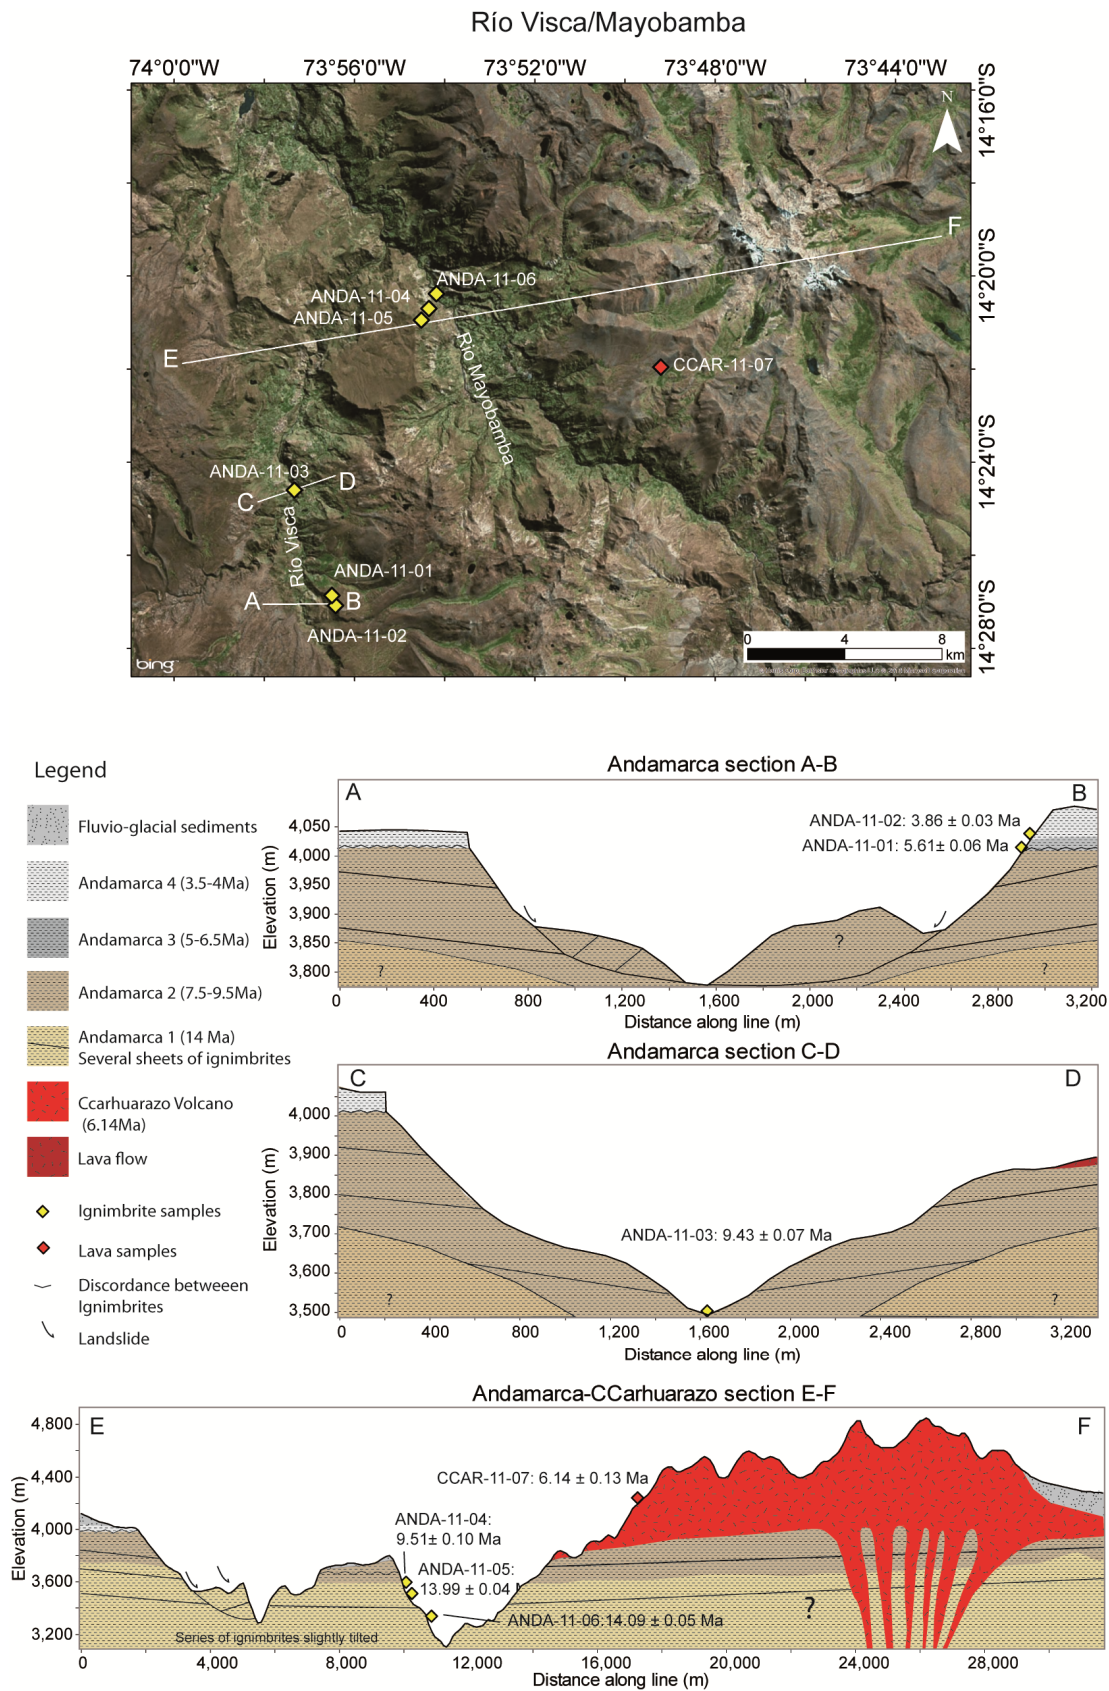 Río Visca/Mayobamba
74°0'0"W
73°56'0"W
73°52'0"W
73°48'0"W
73°44'0"W
14°16'0"S
14°20'0"S
14°24'0"S
14°28'0"S
N
F
ANDA-11-06
ANDA-11-04
ANDA-11-05
E
Río Mayobamba
CCAR-11-07
ANDA-11-03
D
C
Río Visca
ANDA-11-01
A
B
ANDA-11-02
0
4
8
km
bing
Legend
Fluvio-glacial sediments
Andamarca 4 (3.5-4Ma)
Andamarca 3 (5-6.5Ma)
Andamarca 2 (7.5-9.5Ma)
Andamarca 1 (14 Ma)
Several sheets of ignimbrites
Ccarhuarazo Volcano
(6.14Ma)
Lava flow
Ignimbrite samples
Lava samples
Discordance betweeen
Ignimbrites
Landslide
Andamarca section A-B
A
B
ANDA-11-02: 3.86 ± 0.03 Ma
ANDA-11-01: 5.61± 0.06 Ma
Elevation (m)
4,050
4,000
3,950
3,900
3,850
3,800
?
?
?
0
400
800
1,200
1,600
2,000
2,400
2,800
3,200
Distance along line (m)
Andamarca section C-D
C
D
Elevation (m)
4,000
3,900
3,800
3,700
3,600
3,500
ANDA-11-03: 9.43 ± 0.07 Ma
?
?
0
400
800
1,200
1,600
2,000
2,400
2,800
3,200
Distance along line (m)
Andamarca-CCarhuarazo section E-F
E
F
Elevation (m)
4,800
4,400
4,000
3,600
3,200
CCAR-11-07: 6.14 ± 0.13 Ma
ANDA-11-04:
9.51± 0.10 Ma
ANDA-11-05:
13.99 ± 0.04
ANDA-11-06:14.09 ± 0.05 Ma
?
Series of ignimbrites slightly tilted
0
4,000
8,000
12,000
16,000
20,000
24,000
28,000
Distance along line (m)